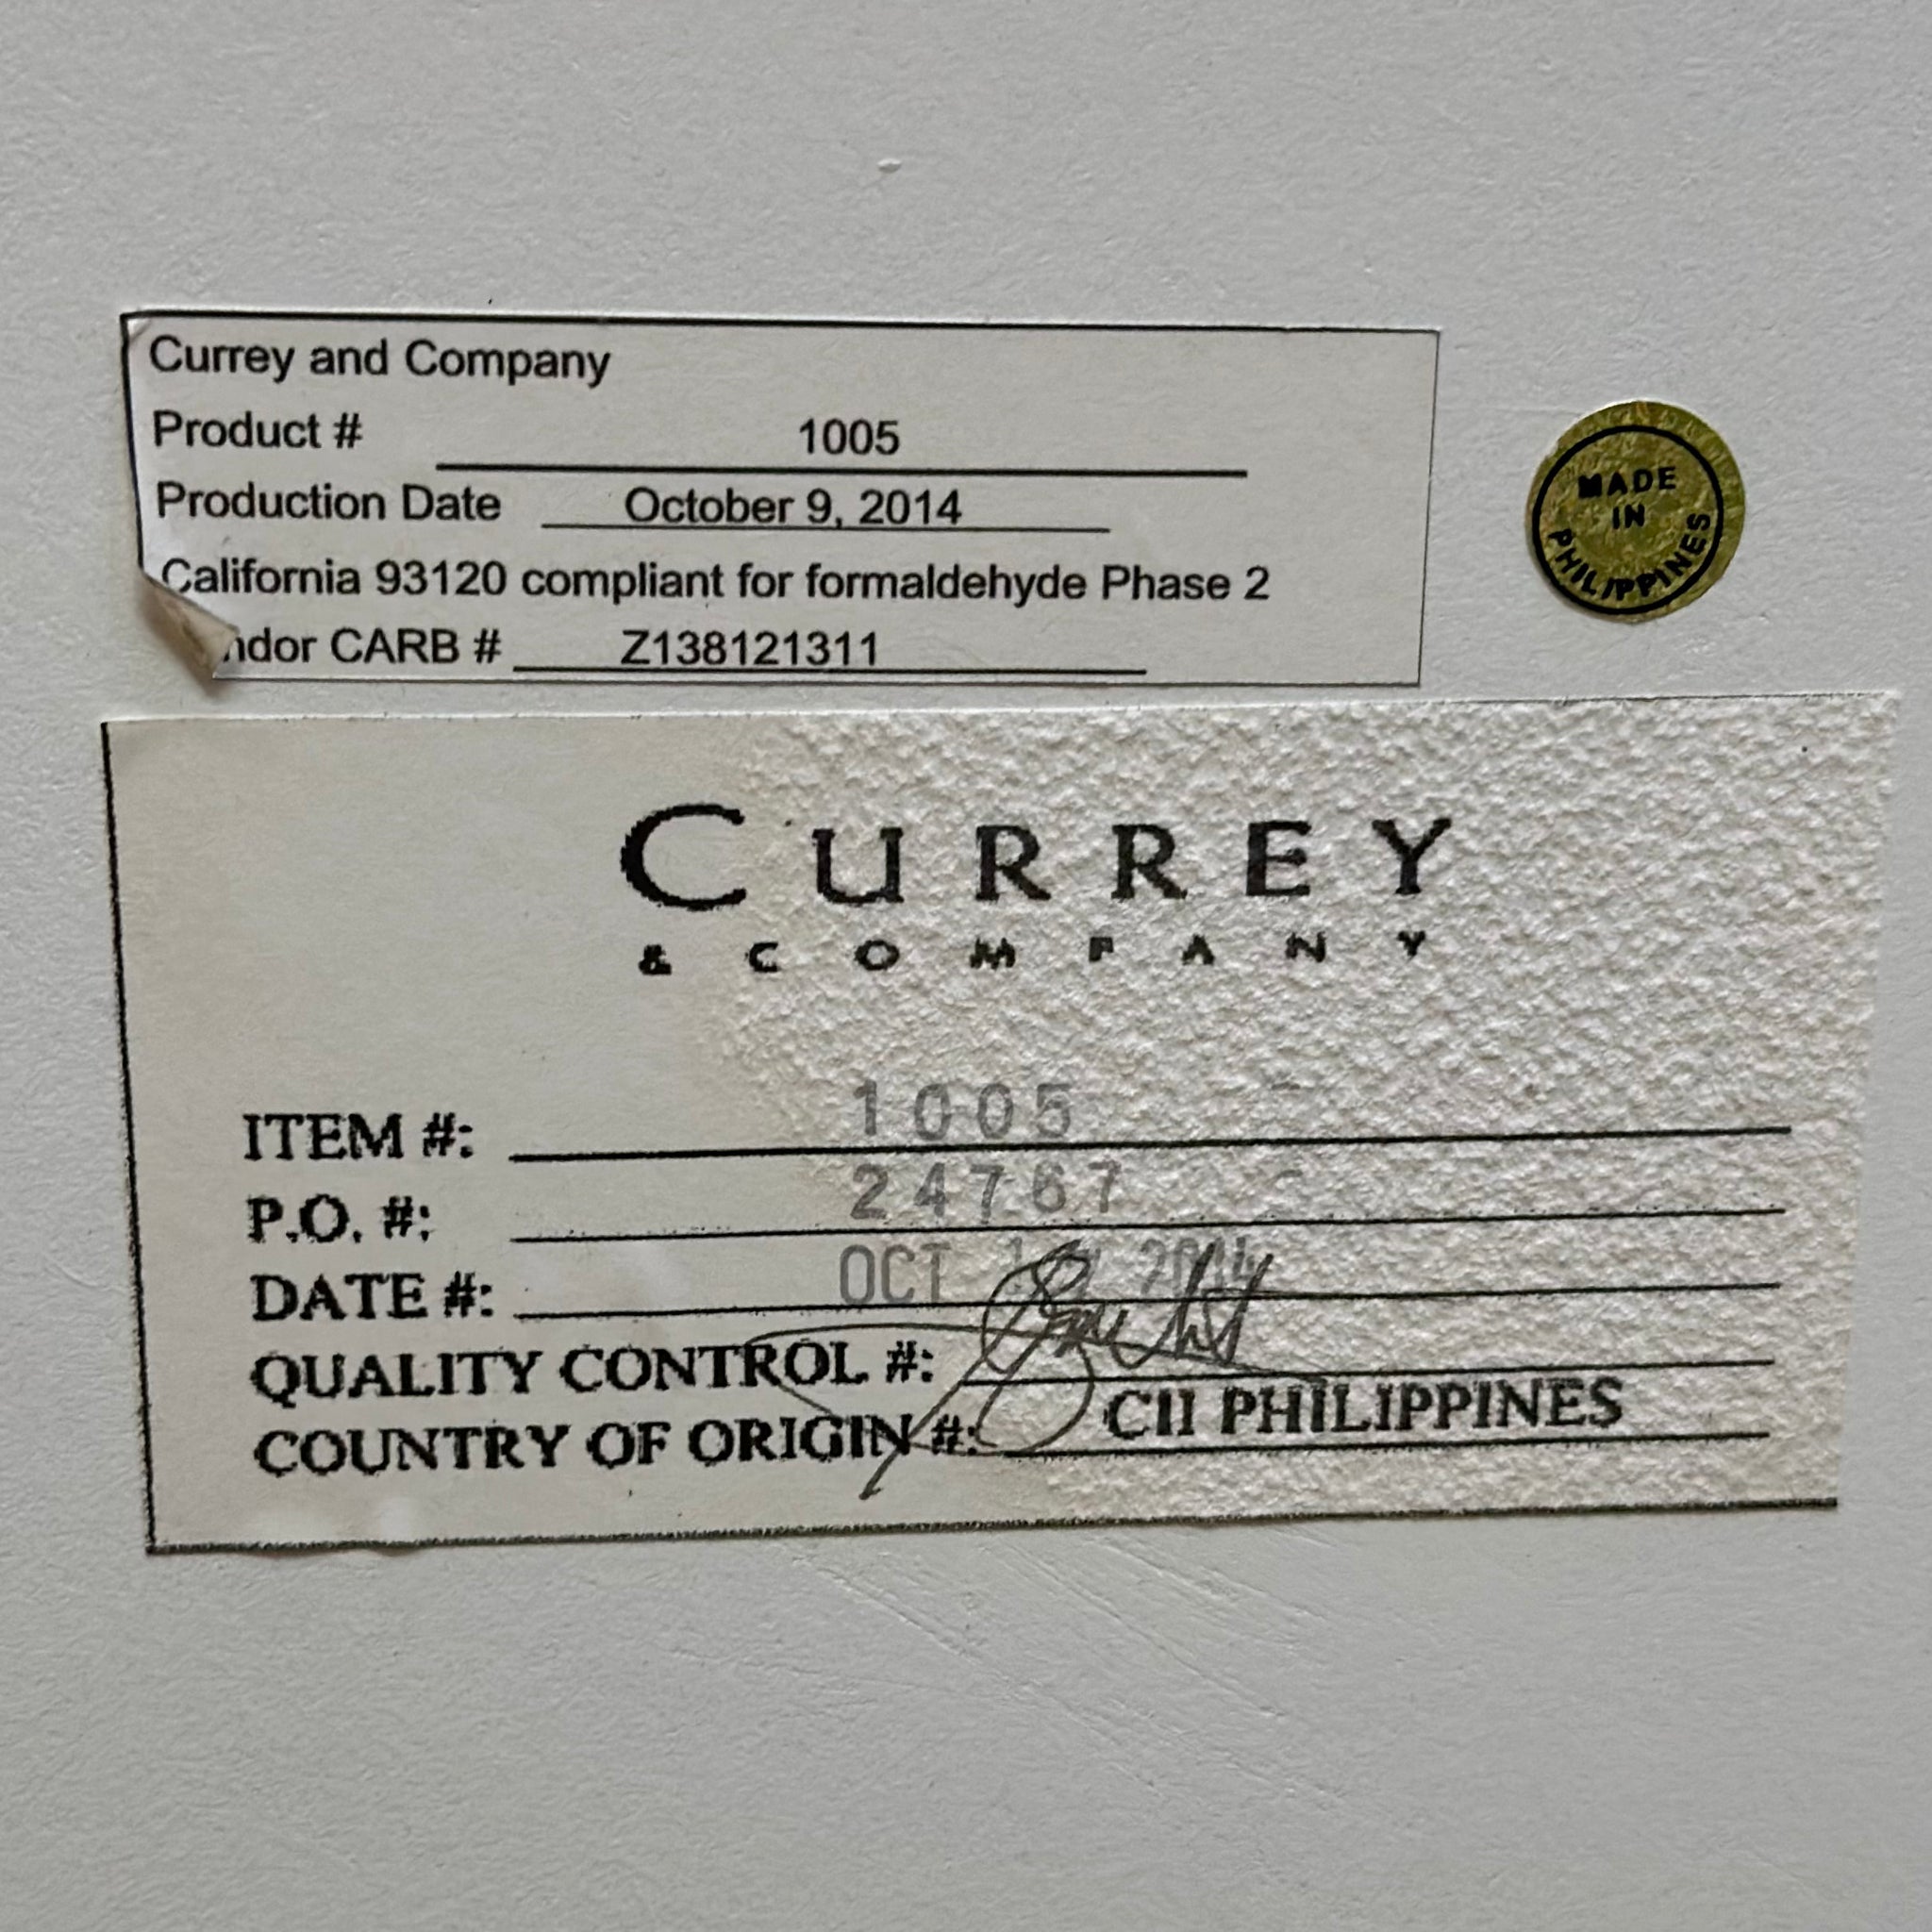 Currey and Company
Product # 1005
Production Date October 9, 2014
California 93120 compliant for formaldehyde Phase 2
CARB # Z138121311
MADE
IN
PHILIPPINES
CURREY
& COMPANY
ITEM #: 1005
P.O. #: 24767
DATE #: OCT 2014
QUALITY CONTROL #:
COUNTRY OF ORIGIN #: CII PHILIPPINES